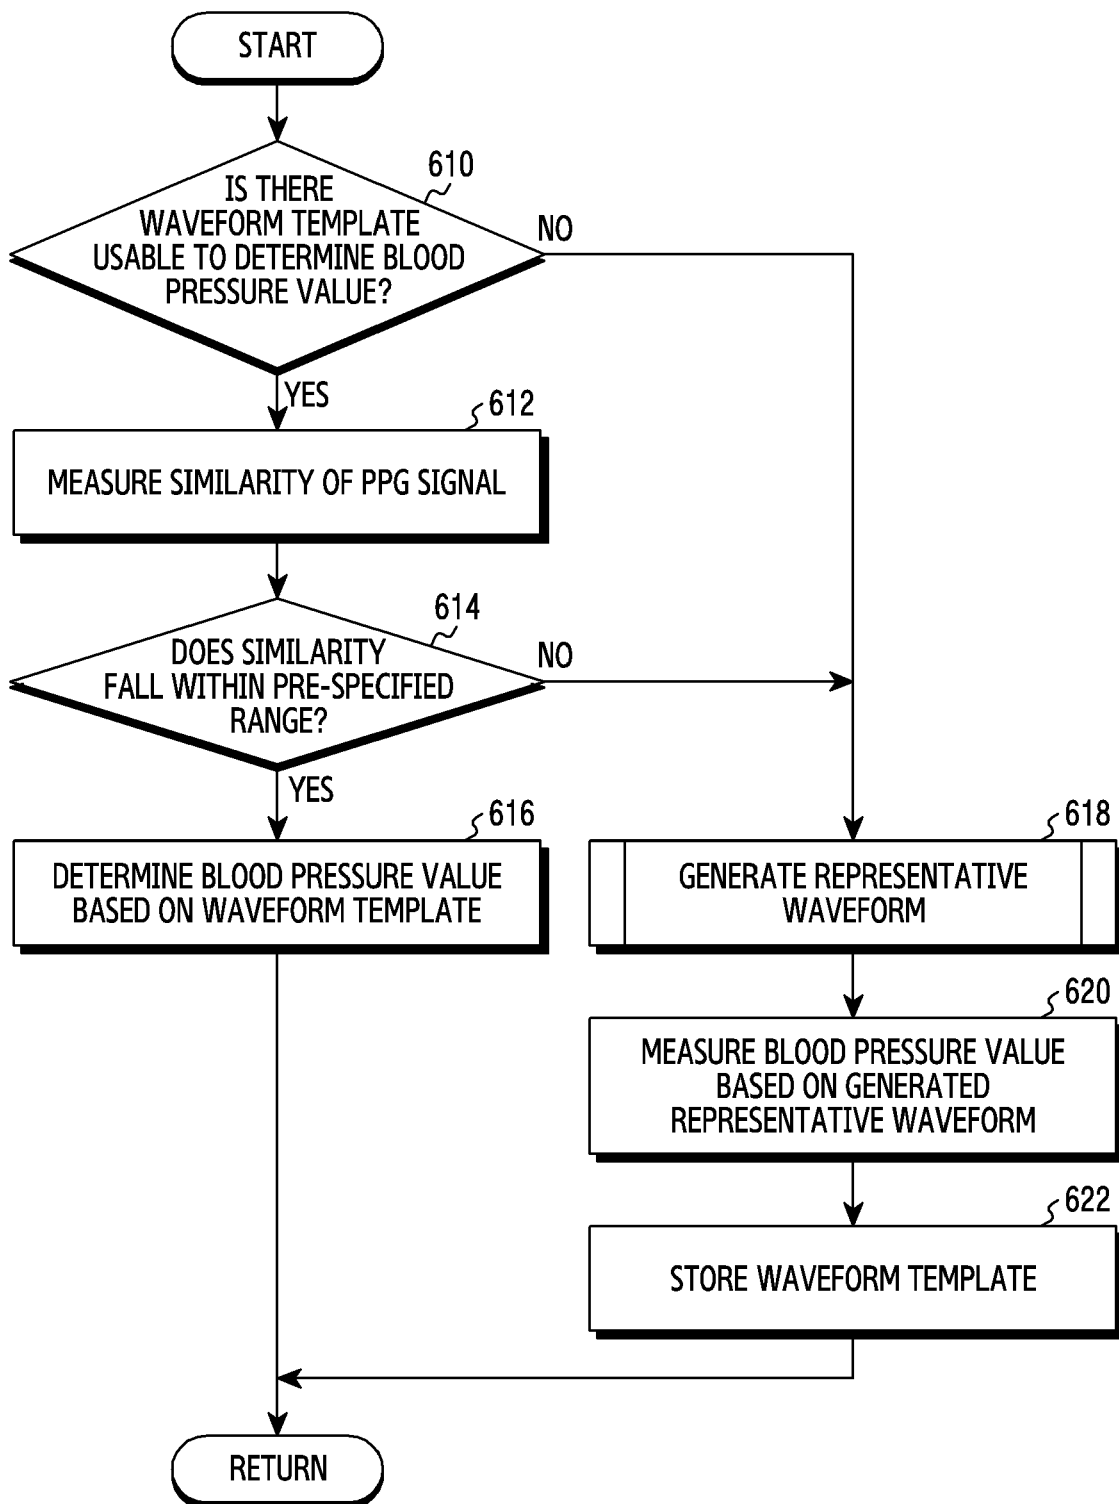 START
610
IS THERE
WAVEFORM TEMPLATE
USABLE TO DETERMINE BLOOD
PRESSURE VALUE?
NO
YES
612
MEASURE SIMILARITY OF PPG SIGNAL
614
DOES SIMILARITY
FALL WITHIN PRE-SPECIFIED
RANGE?
NO
YES
616
DETERMINE BLOOD PRESSURE VALUE
BASED ON WAVEFORM TEMPLATE
618
GENERATE REPRESENTATIVE
WAVEFORM
620
MEASURE BLOOD PRESSURE VALUE
BASED ON GENERATED
REPRESENTATIVE WAVEFORM
622
STORE WAVEFORM TEMPLATE
RETURN